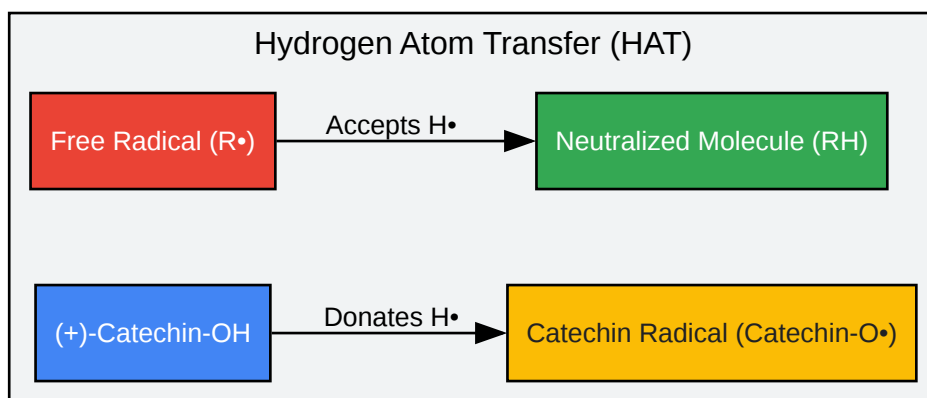 Hydrogen Atom Transfer (HAT)
Free Radical (R•)
Accepts H•
Neutralized Molecule (RH)
(+)-Catechin-OH
Donates H•
Catechin Radical (Catechin-O•)